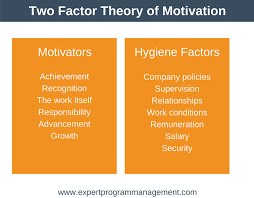 Two Factor Theory of Motivation
Motivators
Achievement
Recognition
The work itself
Responsibility
Advancement
Growth
Hygiene Factors
Company policies
Supervision
Relationships
Work conditions
Remuneration
Salary
Security
www.expertprogrammanagement.com